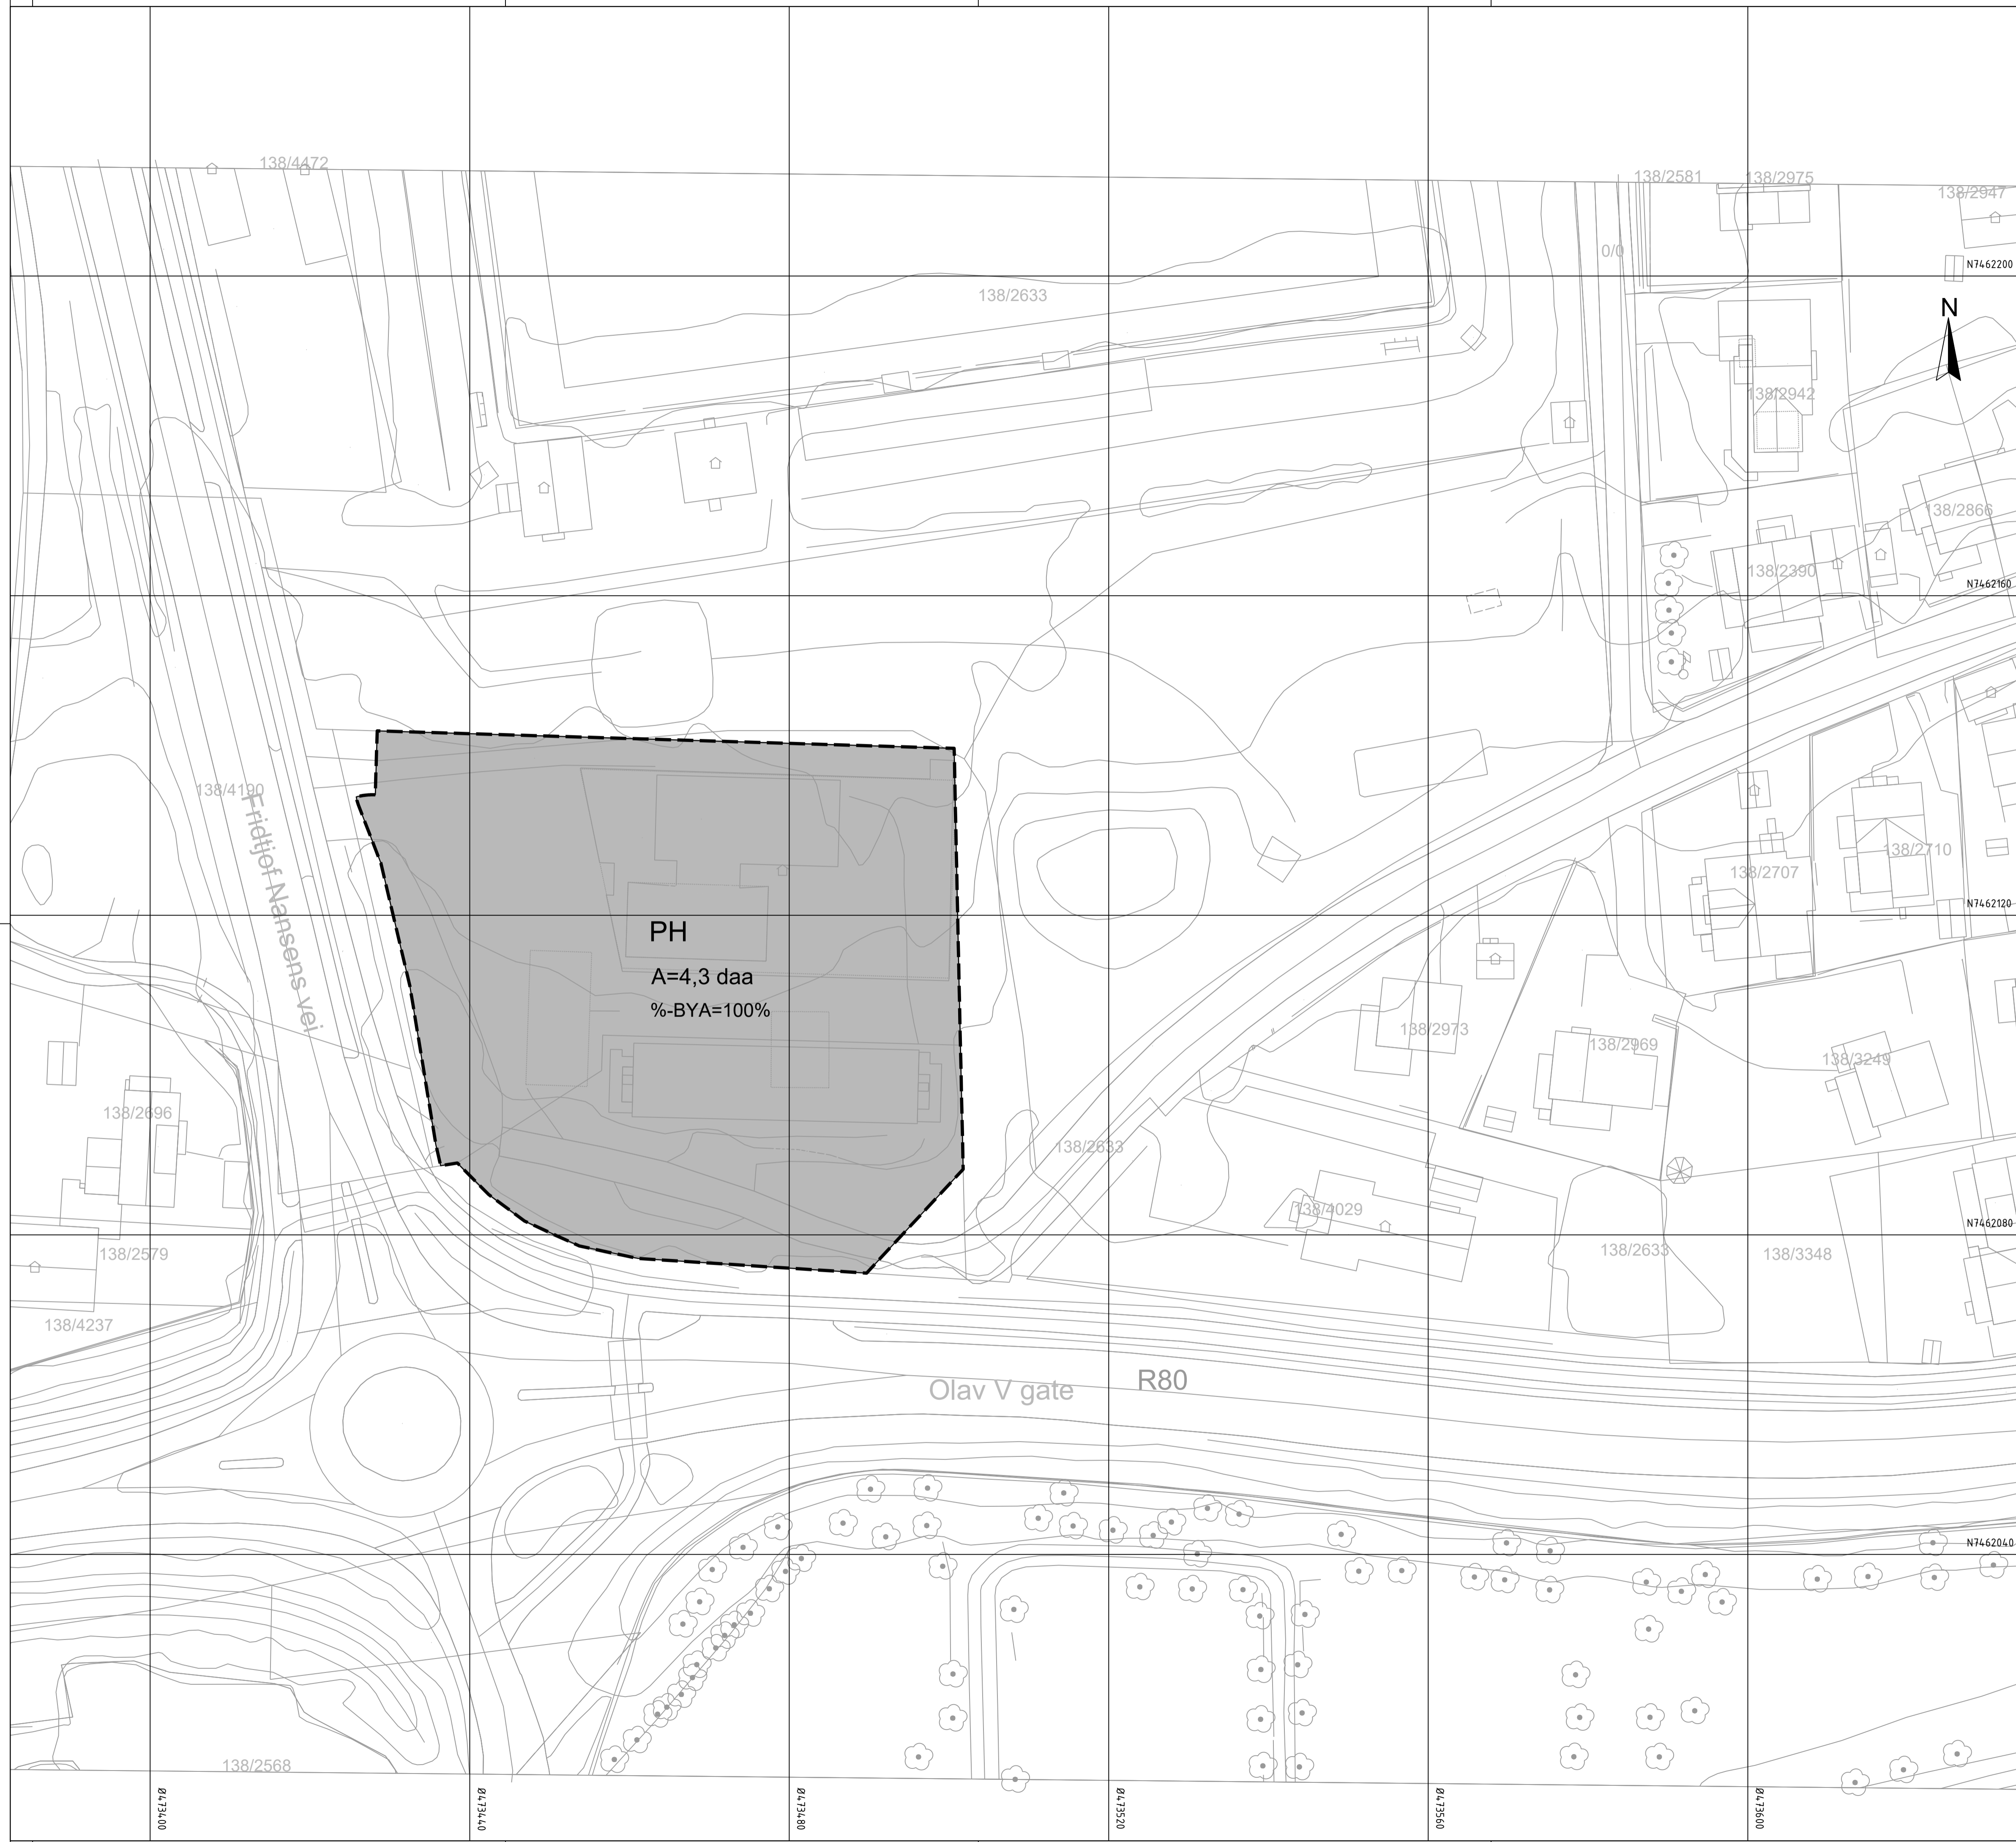 138/4472
138/2581
138/2975
138/2947
0/0
N7462200
138/2633
N
138/2942
138/2866
138/2390
N7462160
138/4190
Fridtjof Nansens vei
138/2710
138/2707
N7462120
PH
A=4,3 daa
%-BYA=100%
138/2973
138/2969
138/3249
138/2696
138/2633
138/4029
N7462080
138/2579
138/2633
138/3348
138/4237
Olav V gate
R80
N7462040
138/2568
Ø473400
Ø473440
Ø473480
Ø473520
Ø473560
Ø473600